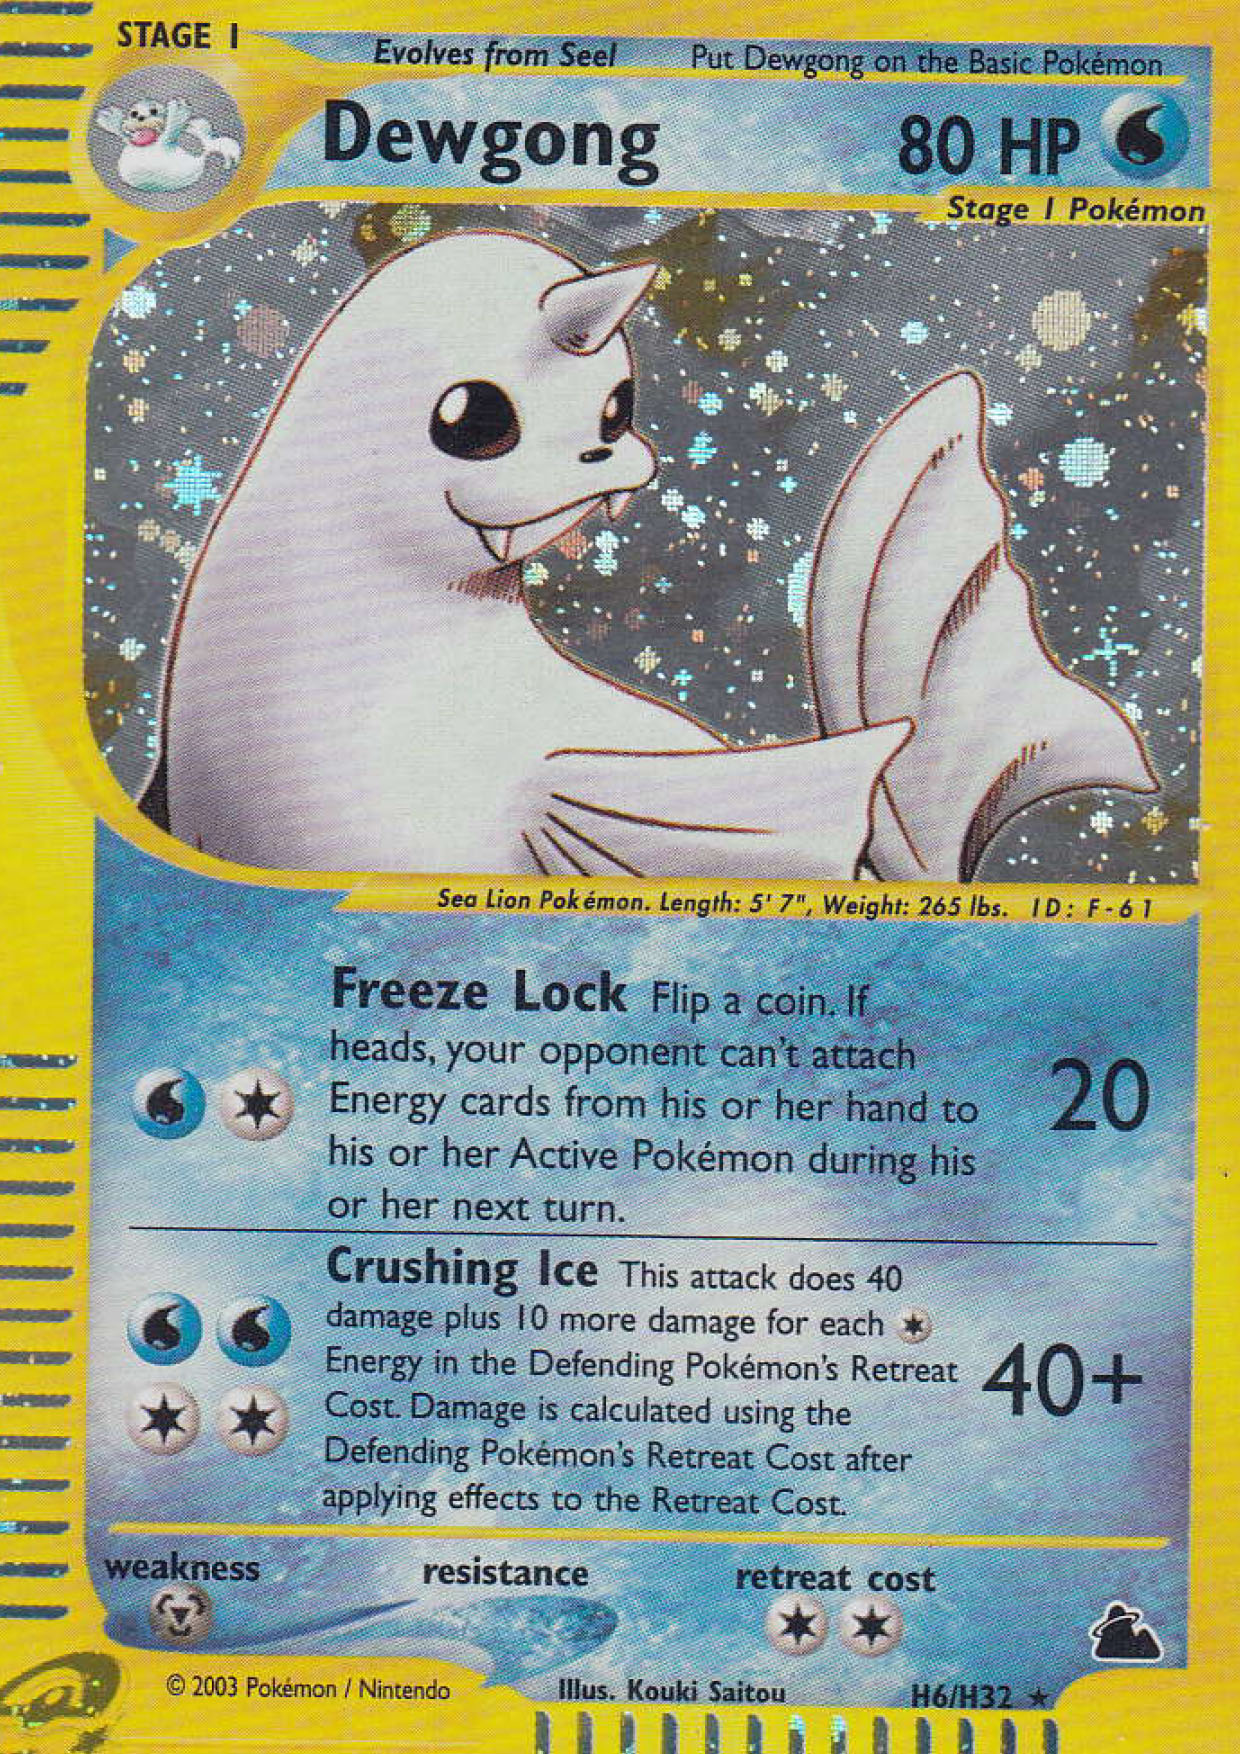 STAGE 1
Evolves from Seel Put Dewgong on the Basic Pokémon
Dewgong 80 HP
Stage 1 Pokémon
Sea Lion Pokémon. Length: 5' 7", Weight: 265 lbs. ID: F-61
Freeze Lock Flip a coin. If
heads, your opponent can't attach
Energy cards from his or her hand to
his or her Active Pokémon during his
or her next turn.
20
Crushing Ice This attack does 40
damage plus 10 more damage for each
Energy in the Defending Pokémon's Retreat
Cost. Damage is calculated using the
Defending Pokémon's Retreat Cost after
applying effects to the Retreat Cost.
40+
weakness resistance retreat cost
© 2003 Pokémon / Nintendo Illus. Kouki Saitou H6/H32 ★